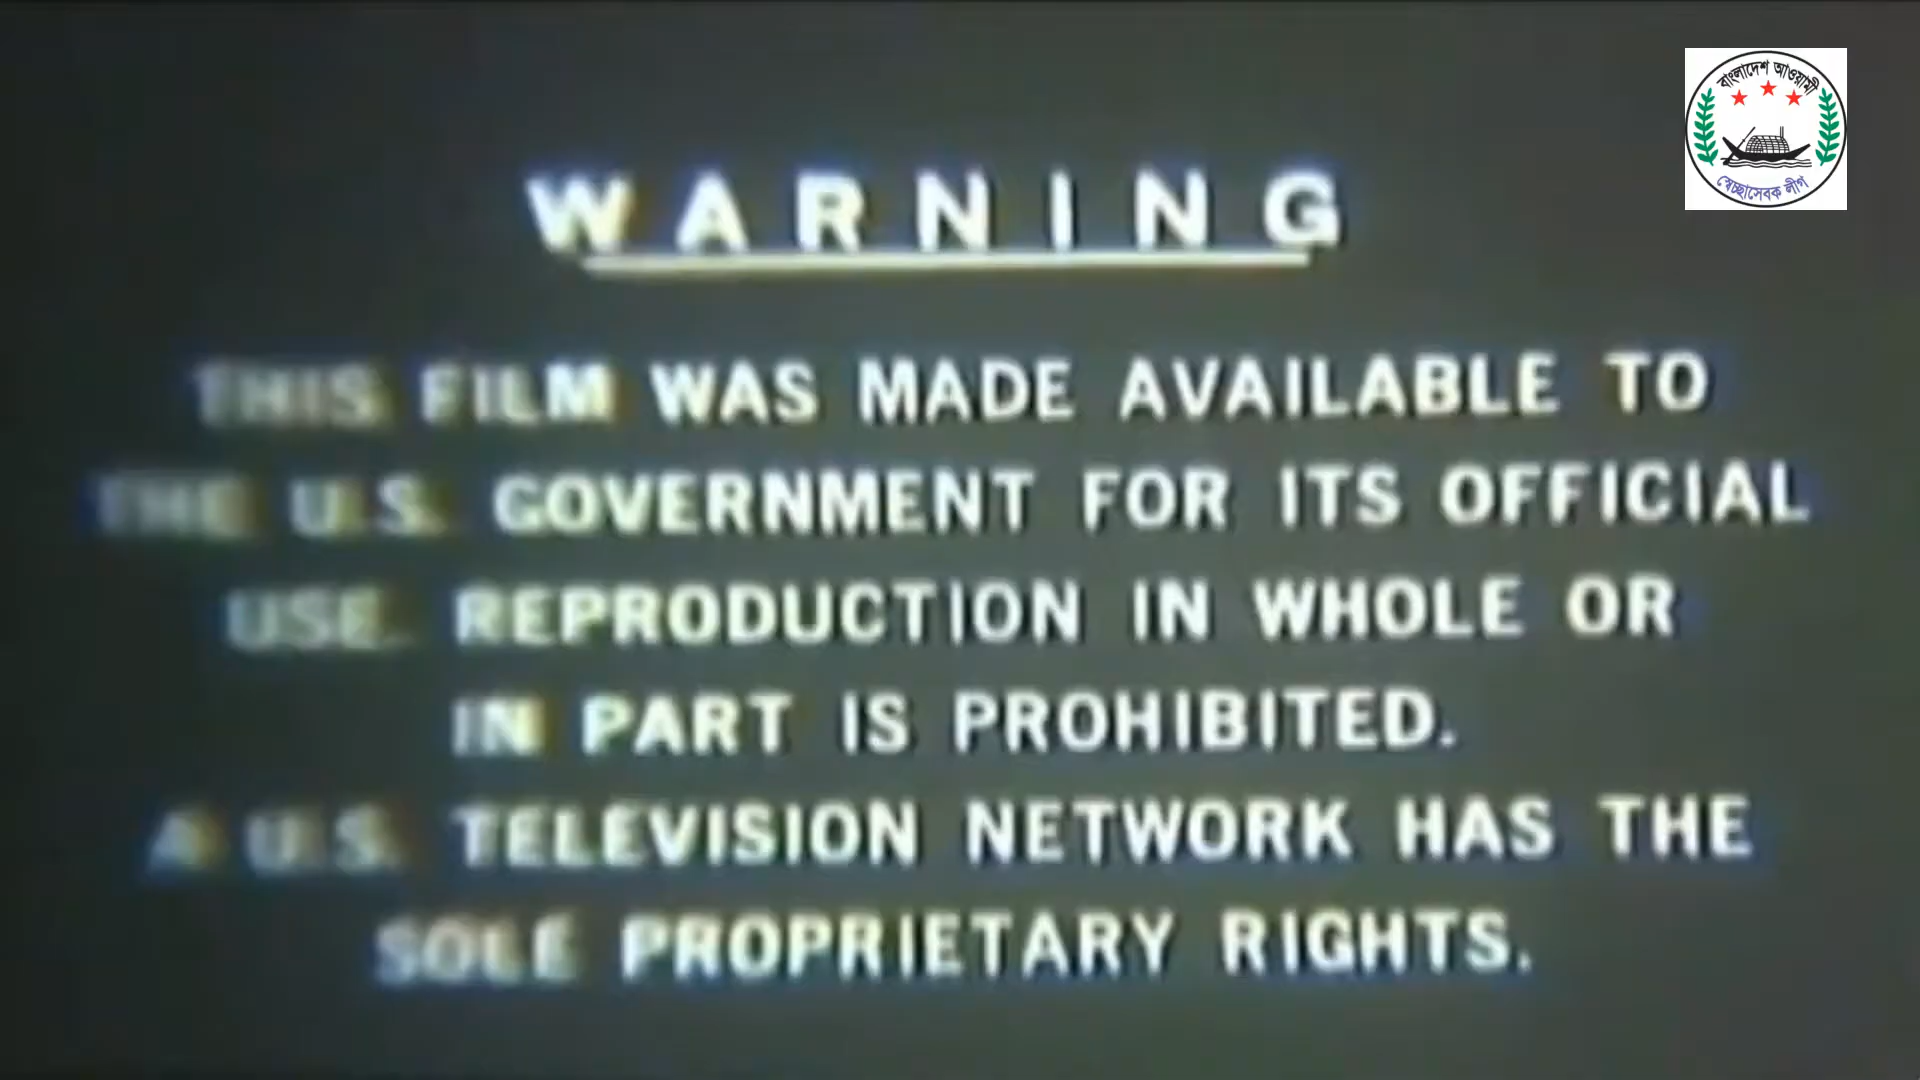 WARNING
THIS FILM WAS MADE AVAILABLE TO
THE U.S. GOVERNMENT FOR ITS OFFICIAL
USE. REPRODUCTION IN WHOLE OR
IN PART IS PROHIBITED.
A U.S. TELEVISION NETWORK HAS THE
SOLE PROPRIETARY RIGHTS.
বাংলাদেশ আওয়ামী
স্বেচ্ছাসেবক লীগ